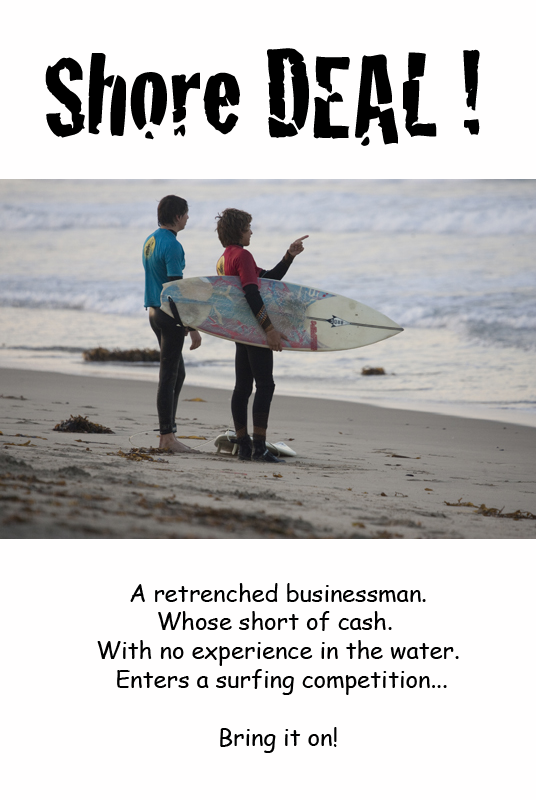 Shore DEAL !
A retrenched businessman.
Whose short of cash.
With no experience in the water.
Enters a surfing competition...
Bring it on!